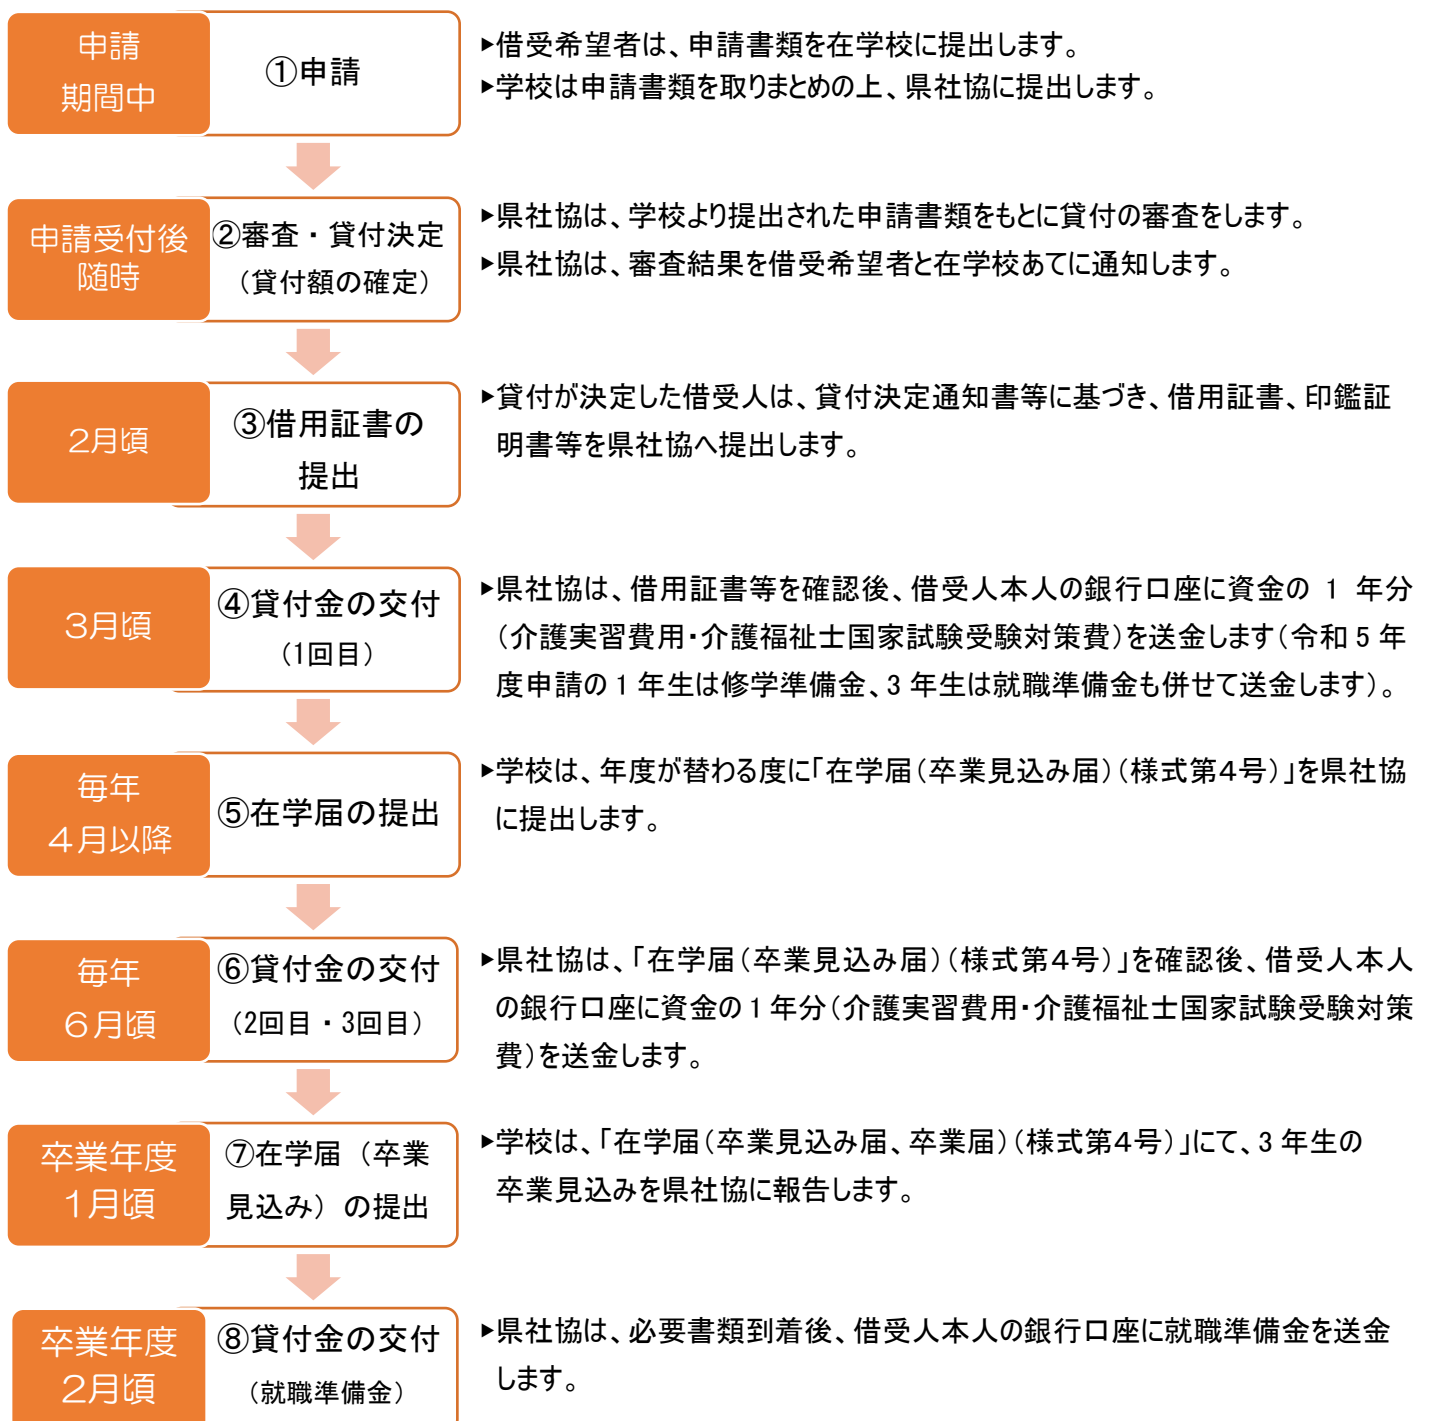 申請
期間中
①申請
▶借受希望者は、申請書類を在学校に提出します。
▶学校は申請書類を取りまとめの上、県社協に提出します。
申請受付後
随時
②審査・貸付決定
（貸付額の確定）
▶県社協は、学校より提出された申請書類をもとに貸付の審査をします。
▶県社協は、審査結果を借受希望者と在学校あてに通知します。
2月頃
③借用証書の
提出
▶貸付が決定した借受人は、貸付決定通知書等に基づき、借用証書、印鑑証
明書等を県社協へ提出します。
3月頃
④貸付金の交付
（1回目）
▶県社協は、借用証書等を確認後、借受人本人の銀行口座に資金の 1 年分
（介護実習費用・介護福祉士国家試験受験対策費）を送金します（令和 5 年
度申請の 1 年生は修学準備金、3 年生は就職準備金も併せて送金します）。
毎年
４月以降
⑤在学届の提出
▶学校は、年度が替わる度に「在学届（卒業見込み届）（様式第４号）」を県社協
に提出します。
毎年
６月頃
⑥貸付金の交付
（2回目・3回目）
▶県社協は、「在学届（卒業見込み届）（様式第４号）」を確認後、借受人本人
の銀行口座に資金の 1 年分（介護実習費用・介護福祉士国家試験受験対策
費）を送金します。
卒業年度
1月頃
⑦在学届（卒業
見込み）の提出
▶学校は、「在学届（卒業見込み届、卒業届）（様式第４号）」にて、3 年生の
卒業見込みを県社協に報告します。
卒業年度
2月頃
⑧貸付金の交付
（就職準備金）
▶県社協は、必要書類到着後、借受人本人の銀行口座に就職準備金を送金
します。